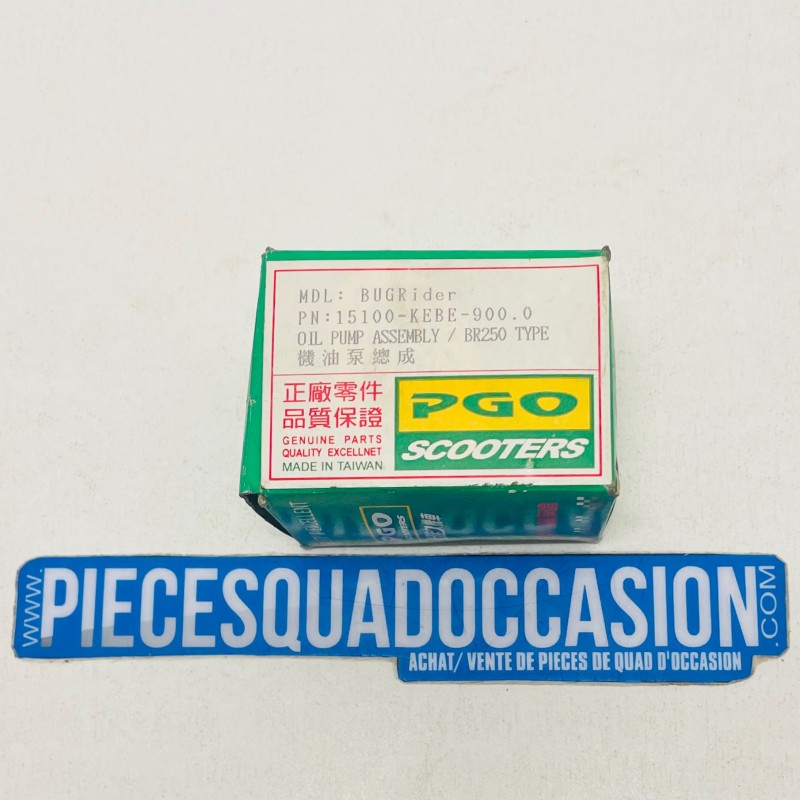 MDL: BUGRider
PN:15100-KEBE-900.0
OIL PUMP ASSEMBLY / BR250 TYPE
機油泵總成
正廠零件
品質保證
GENUINE PARTS
QUALITY EXCELLNET
MADE IN TAIWAN
PGO
SCOOTERS
PGO
WWW.
PIECESQUADOCCASION
.COM
ACHAT/ VENTE DE PIECES DE QUAD D'OCCASION